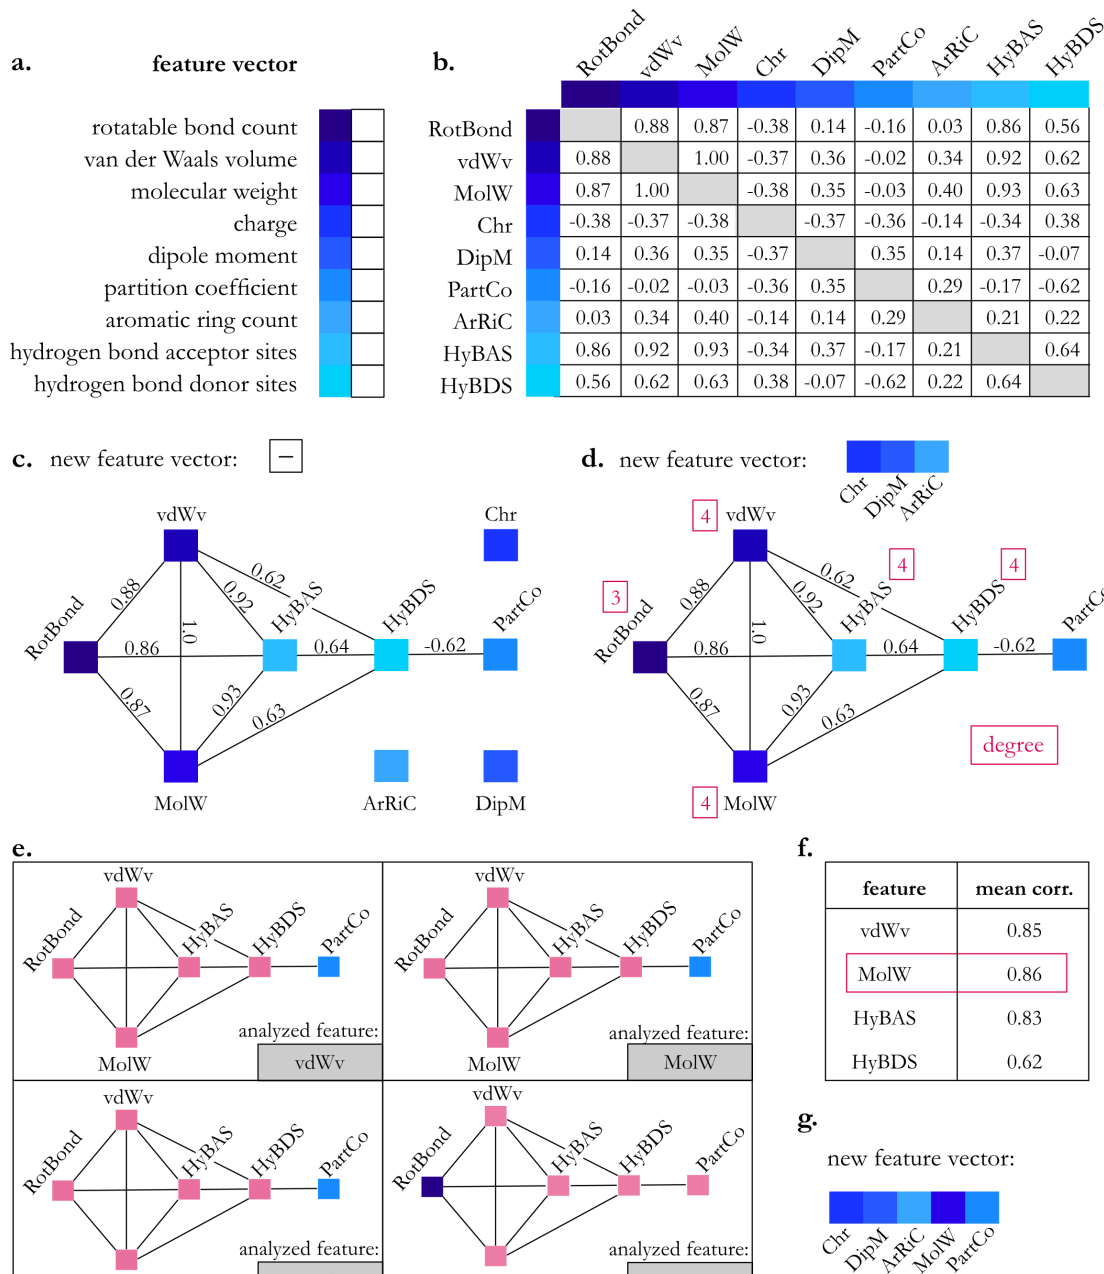 a. feature vector
rotatable bond count
van der Waals volume
molecular weight
charge
dipole moment
partition coefficient
aromatic ring count
hydrogen bond acceptor sites
hydrogen bond donor sites
b.
RotBond vdWv MolW Chr DipM PartCo ArRiC HyBAS HyBDS
RotBond 0.88 0.87 -0.38 0.14 -0.16 0.03 0.86 0.56
vdWv 0.88 1.00 -0.37 0.36 -0.02 0.34 0.92 0.62
MolW 0.87 1.00 -0.38 0.35 -0.03 0.40 0.93 0.63
Chr -0.38 -0.37 -0.38 -0.37 -0.36 -0.14 -0.34 0.38
DipM 0.14 0.36 0.35 -0.37 0.35 0.14 0.37 -0.07
PartCo -0.16 -0.02 -0.03 -0.36 0.35 0.29 -0.17 -0.62
ArRiC 0.03 0.34 0.40 -0.14 0.14 0.29 0.21 0.22
HyBAS 0.86 0.92 0.93 -0.34 0.37 -0.17 0.21 0.64
HyBDS 0.56 0.62 0.63 0.38 -0.07 -0.62 0.22 0.64
c. new feature vector: –
vdWv
Chr
0.88
0.92
0.62
1.0
RotBond
HyBAS
HyBDS
PartCo
0.86
0.64
-0.62
0.87
0.93
0.63
MolW
ArRiC
DipM
d. new feature vector:
Chr
DipM
ArRiC
4
vdWv
4
4
3
0.88
0.92
0.62
1.0
RotBond
HyBAS
HyBDS
PartCo
0.86
0.64
-0.62
0.87
0.93
0.63
degree
4
MolW
e.
vdWv
RotBond
HyBAS
HyBDS
PartCo
analyzed feature:
MolW
vdWv
vdWv
RotBond
HyBAS
HyBDS
PartCo
analyzed feature:
MolW
MolW
vdWv
RotBond
HyBAS
HyBDS
PartCo
analyzed feature:
vdWv
RotBond
HyBAS
HyBDS
PartCo
analyzed feature:
f.
feature mean corr.
vdWv 0.85
MolW 0.86
HyBAS 0.83
HyBDS 0.62
g.
new feature vector:
Chr
DipM
ArRiC
MolW
PartCo